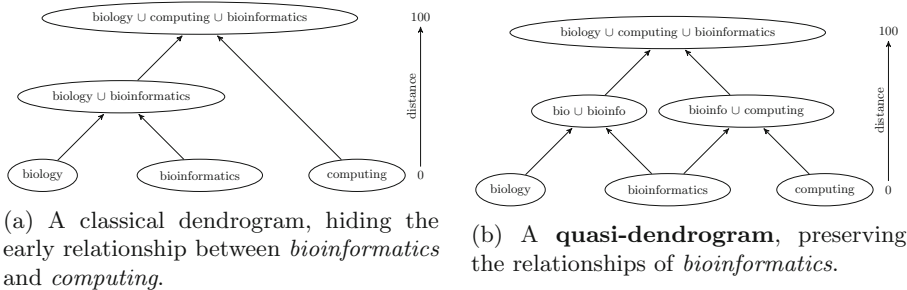 biology ∪ computing ∪ bioinformatics
100
biology ∪ bioinformatics
distance
biology
bioinformatics
computing
0
(a) A classical dendrogram, hiding the
early relationship between bioinformatics
and computing.
biology ∪ computing ∪ bioinformatics
100
bio ∪ bioinfo
bioinfo ∪ computing
distance
biology
bioinformatics
computing
0
(b) A quasi-dendrogram, preserving
the relationships of bioinformatics.